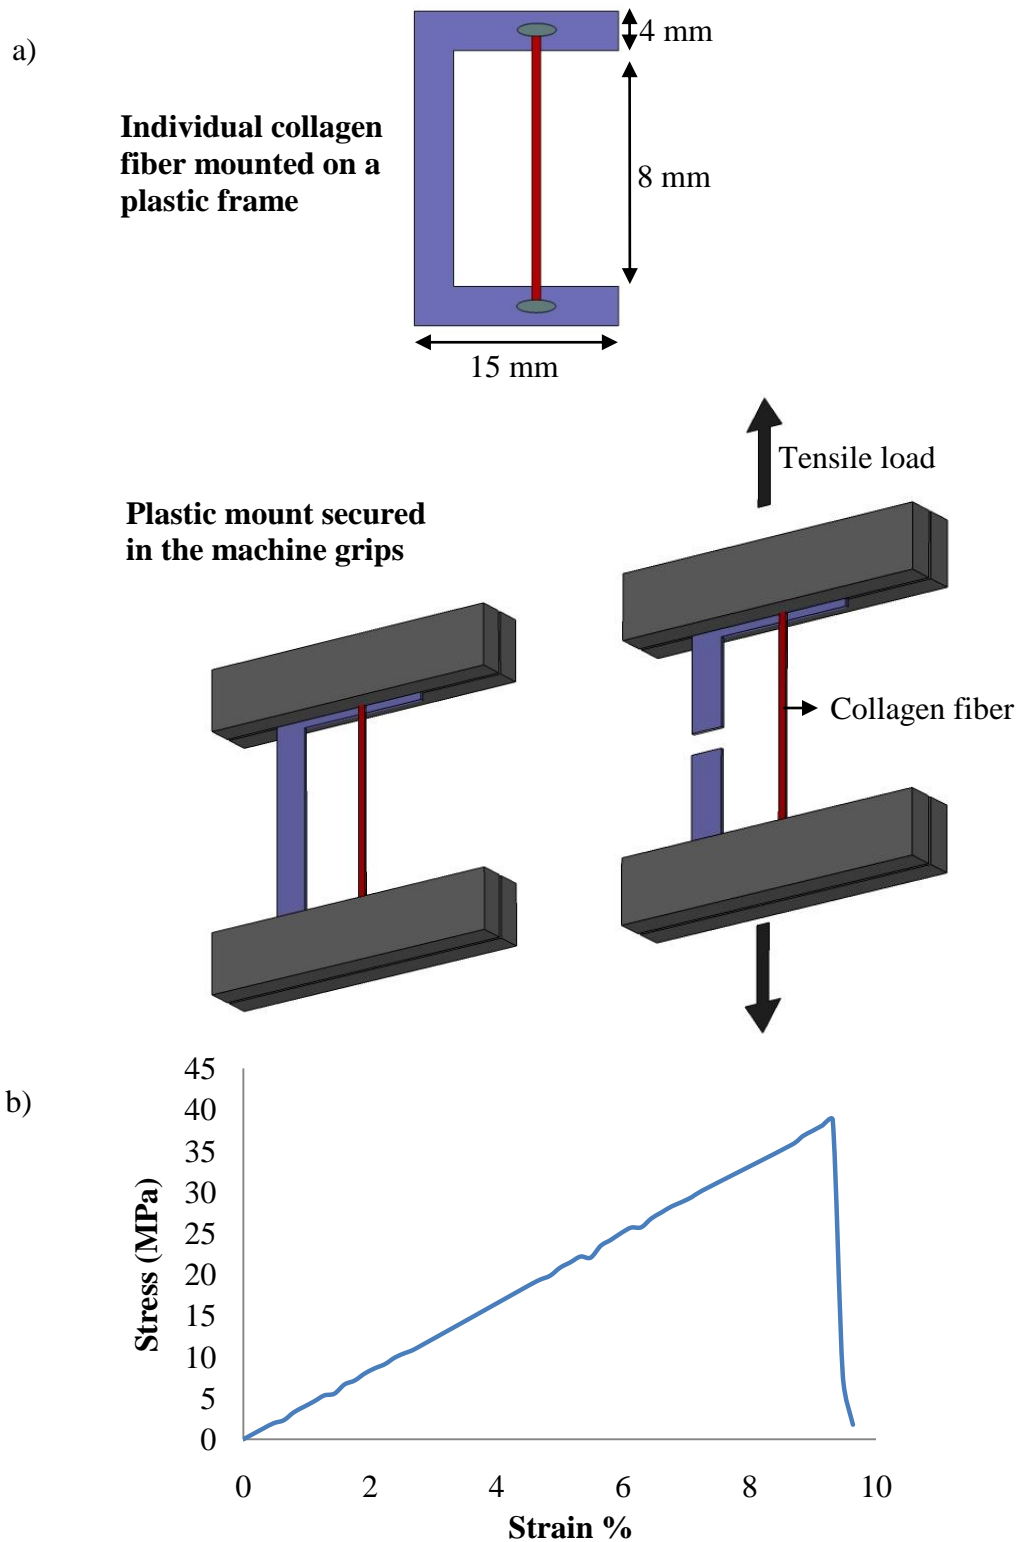 a)
4 mm
Individual collagen
fiber mounted on a
plastic frame
8 mm
15 mm
Tensile load
Plastic mount secured
in the machine grips
Collagen fiber
b)
45
40
35
30
25
20
15
10
5
0
Stress (MPa)
0 2 4 6 8 10
Strain %